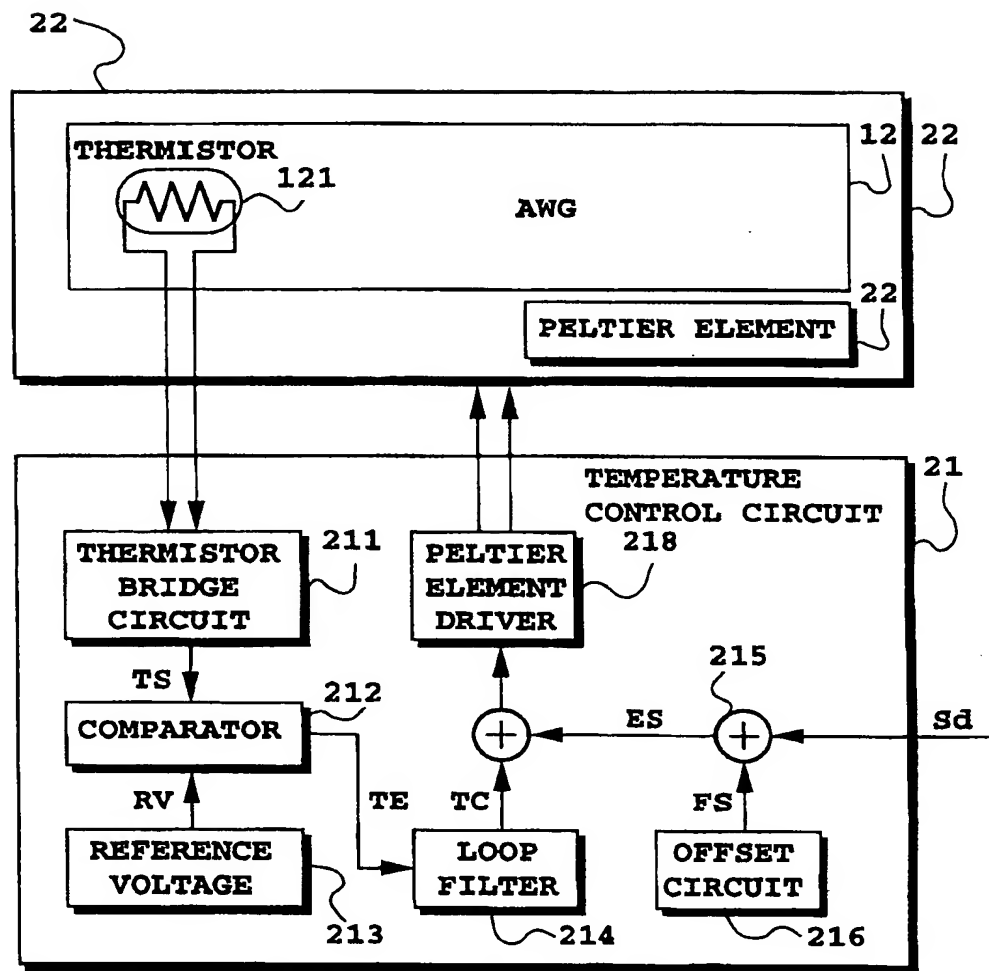 22
THERMISTOR
121
AWG
12
22
22
PELTIER ELEMENT
21
TEMPERATURE
CONTROL CIRCUIT
218
THERMISTOR
BRIDGE
CIRCUIT
211
PELTIER
ELEMENT
DRIVER
TS
212
215
COMPARATOR
ES
Sd
RV
TE
TC
FS
REFERENCE
VOLTAGE
LOOP
FILTER
OFFSET
CIRCUIT
213
214
216